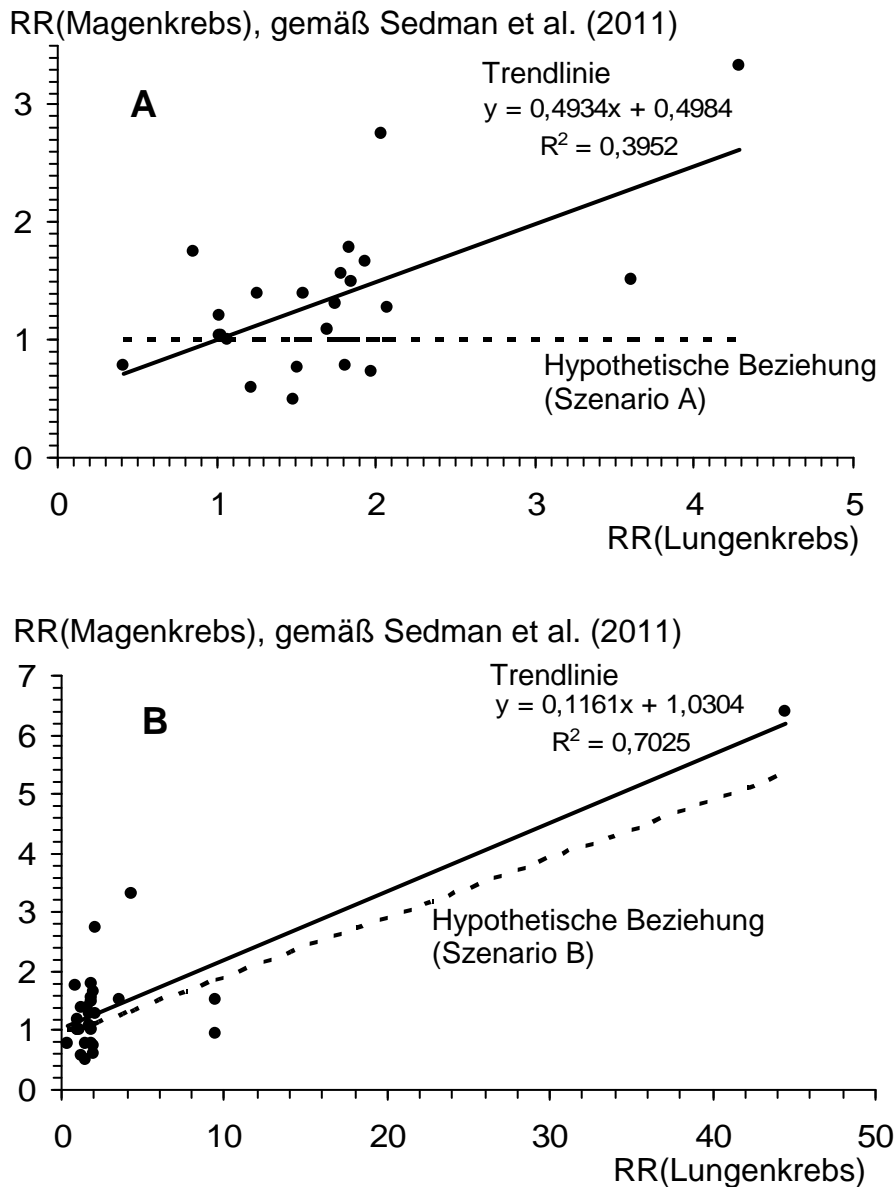 RR(Magenkrebs), gemäß Sedman et al. (2011)
A
Trendlinie
y = 0,4934x + 0,4984
R² = 0,3952
3
2
1
0
Hypothetische Beziehung
(Szenario A)
0 1 2 3 4 5
RR(Lungenkrebs)
RR(Magenkrebs), gemäß Sedman et al. (2011)
B
Trendlinie
y = 0,1161x + 1,0304
R² = 0,7025
7
6
5
4
3
2
1
0
Hypothetische Beziehung
(Szenario B)
0 10 20 30 40 50
RR(Lungenkrebs)